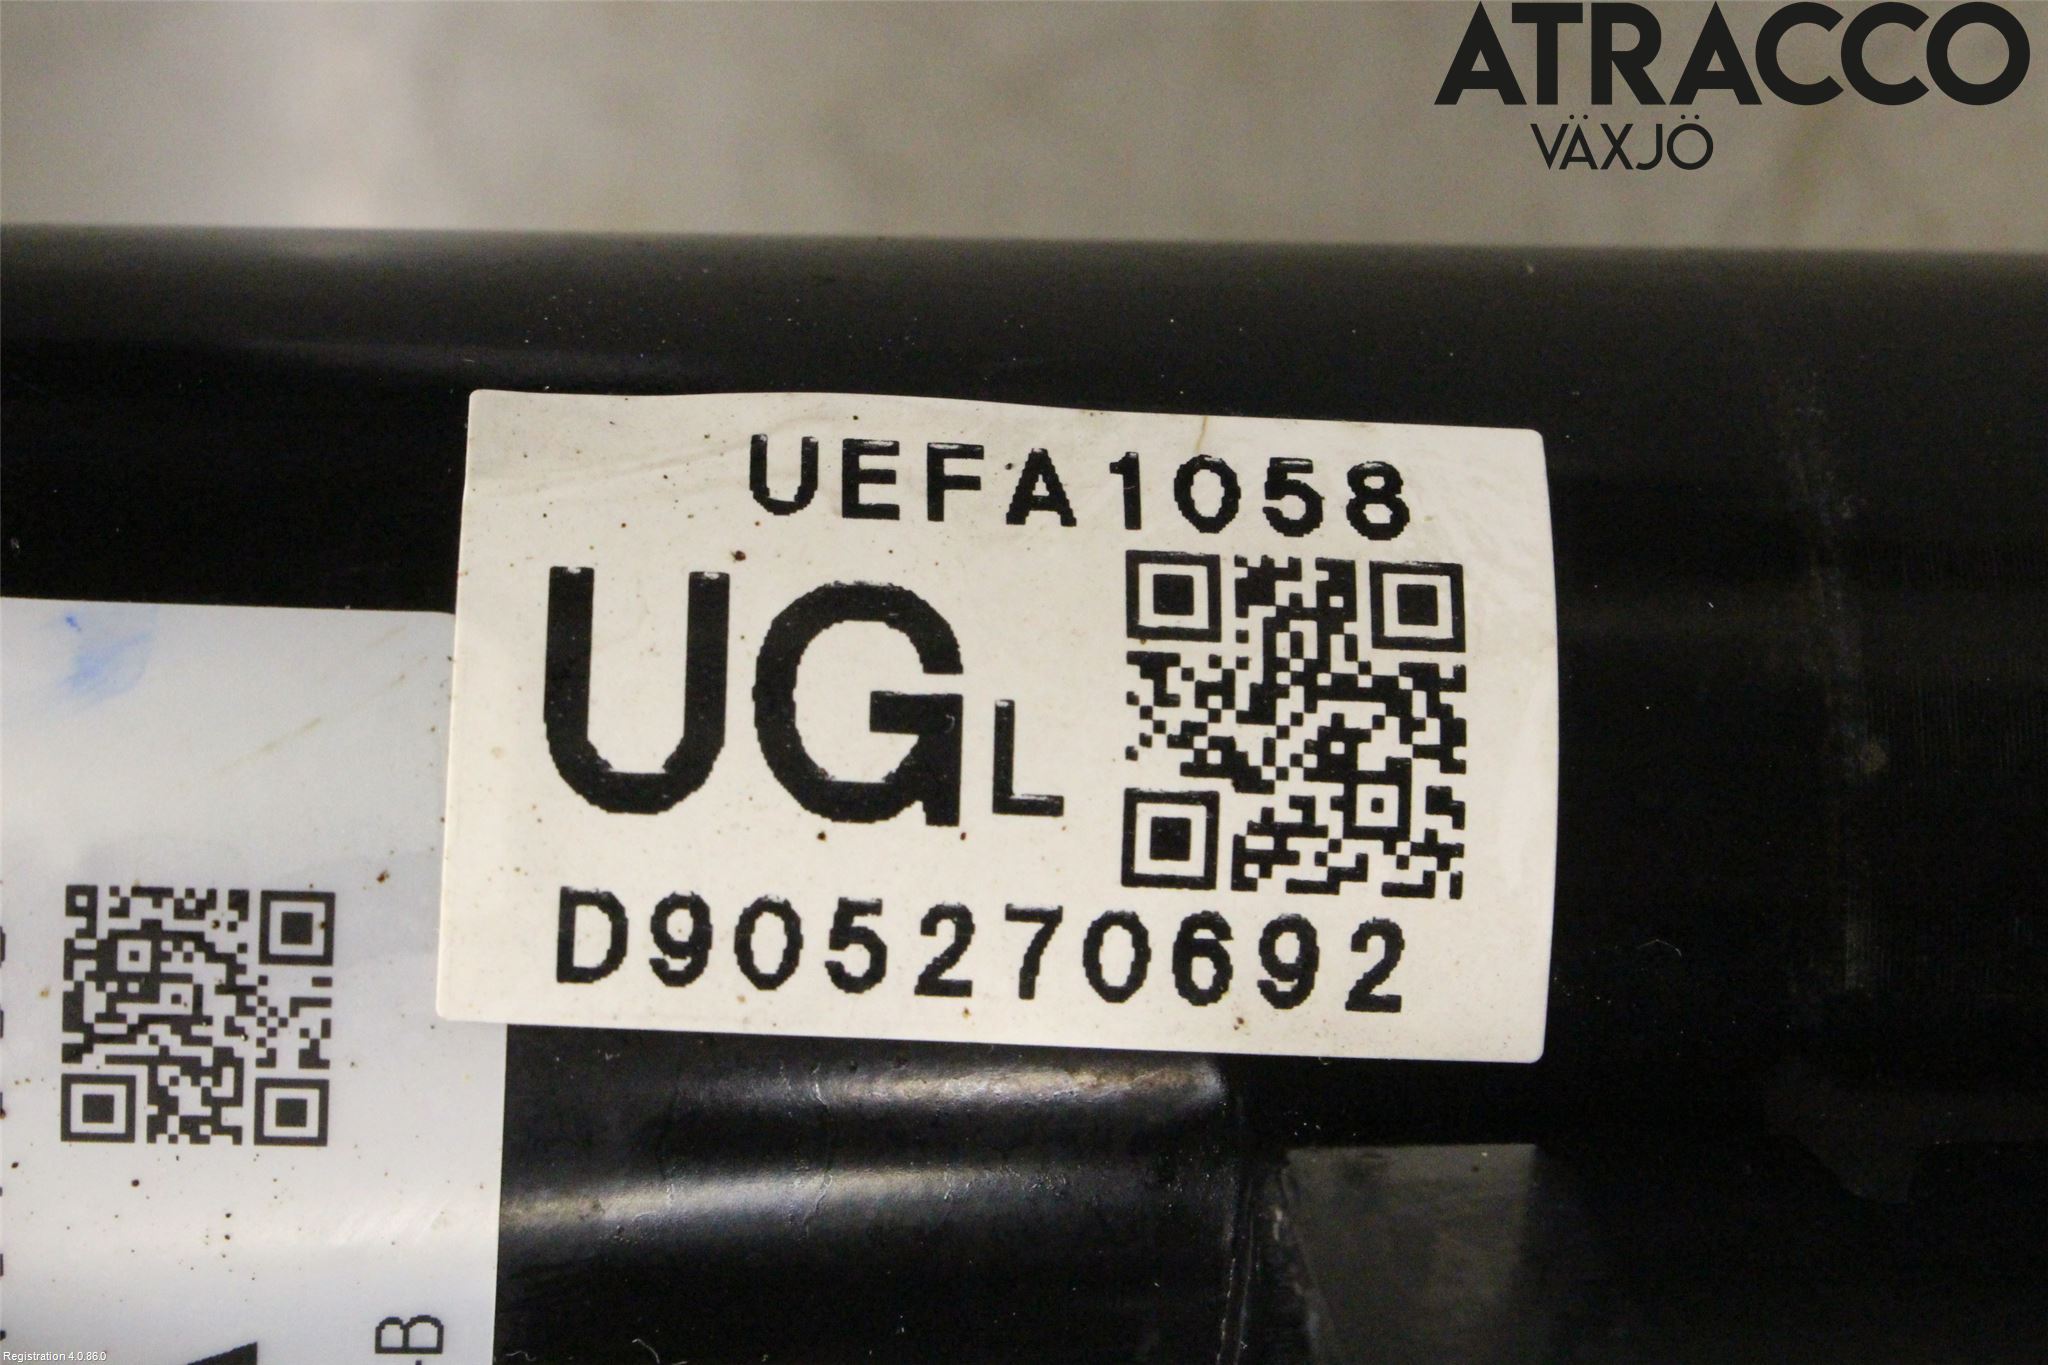 ATRACCO
VÄXJÖ
UEFA1058
UGL
D905270692
-B
Registration 4.0.86.0